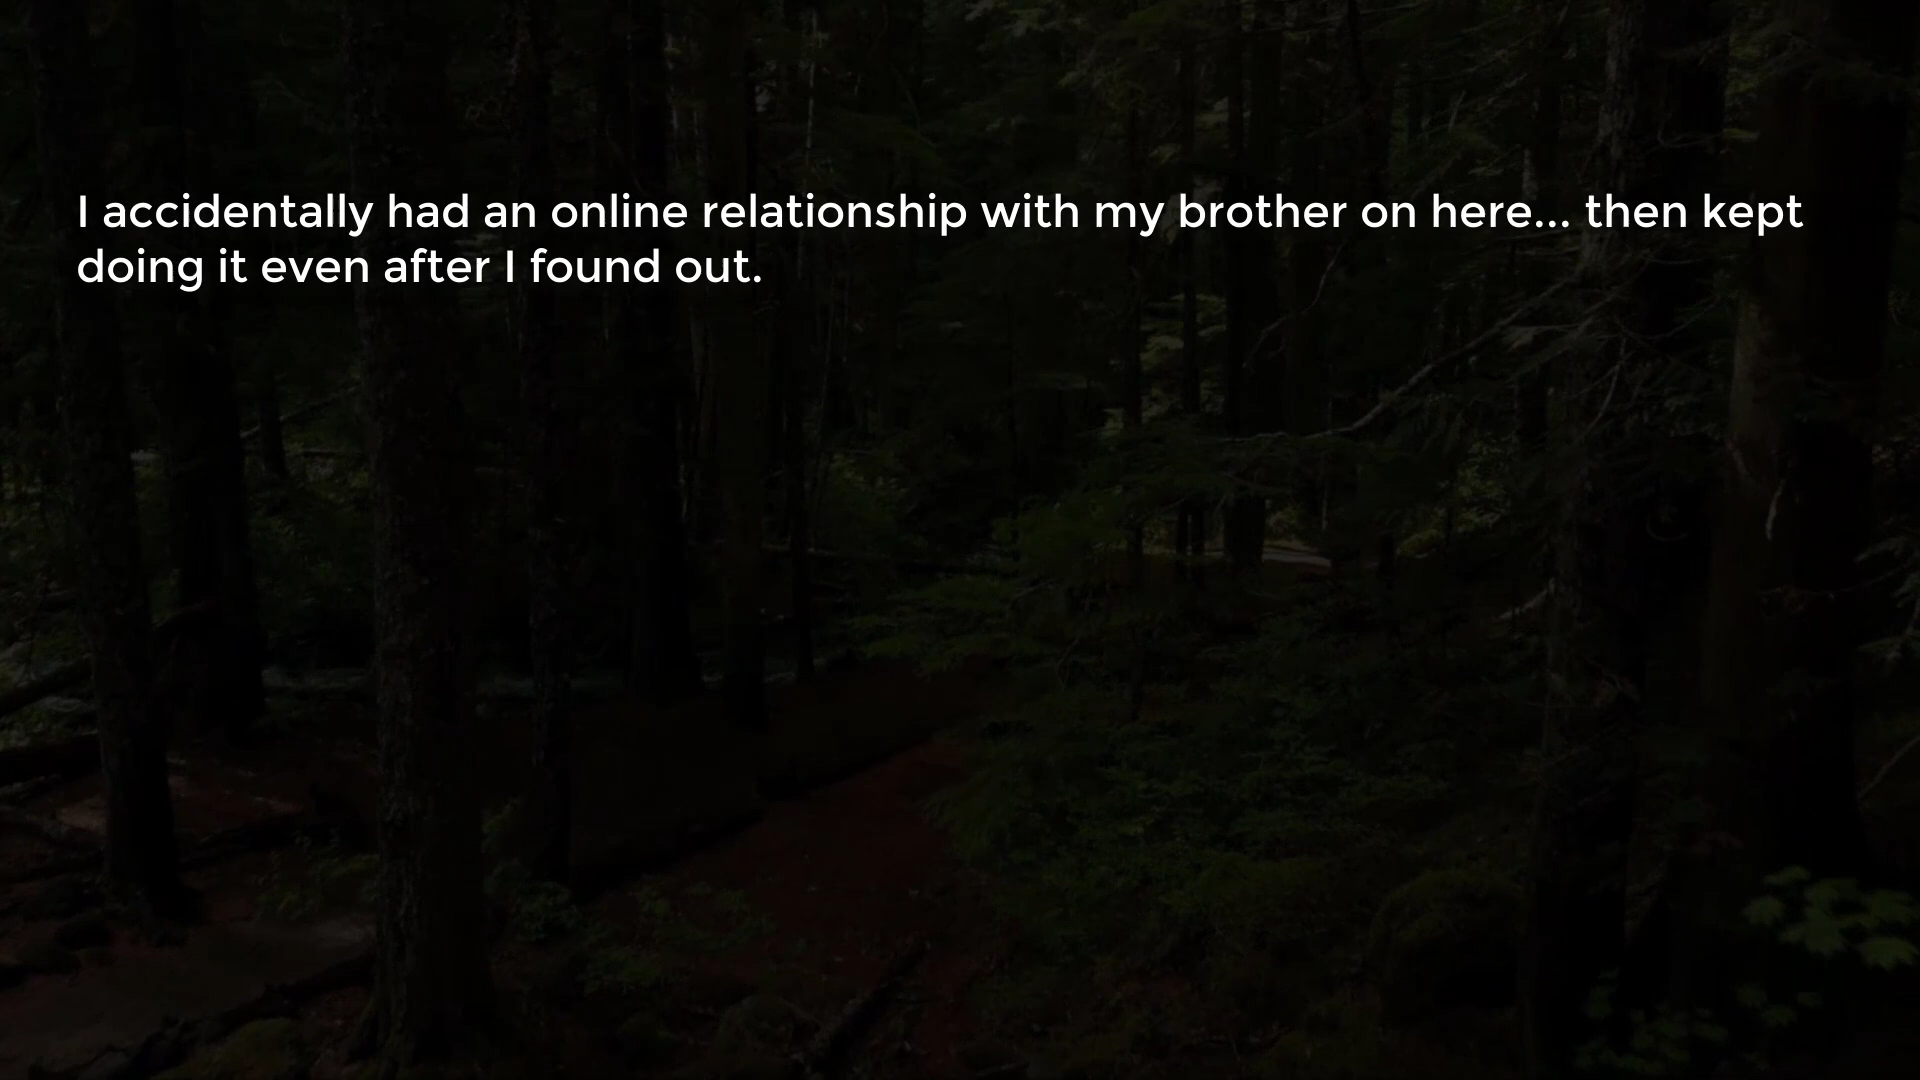 I accidentally had an online relationship with my brother on here... then kept
doing it even after I found out.